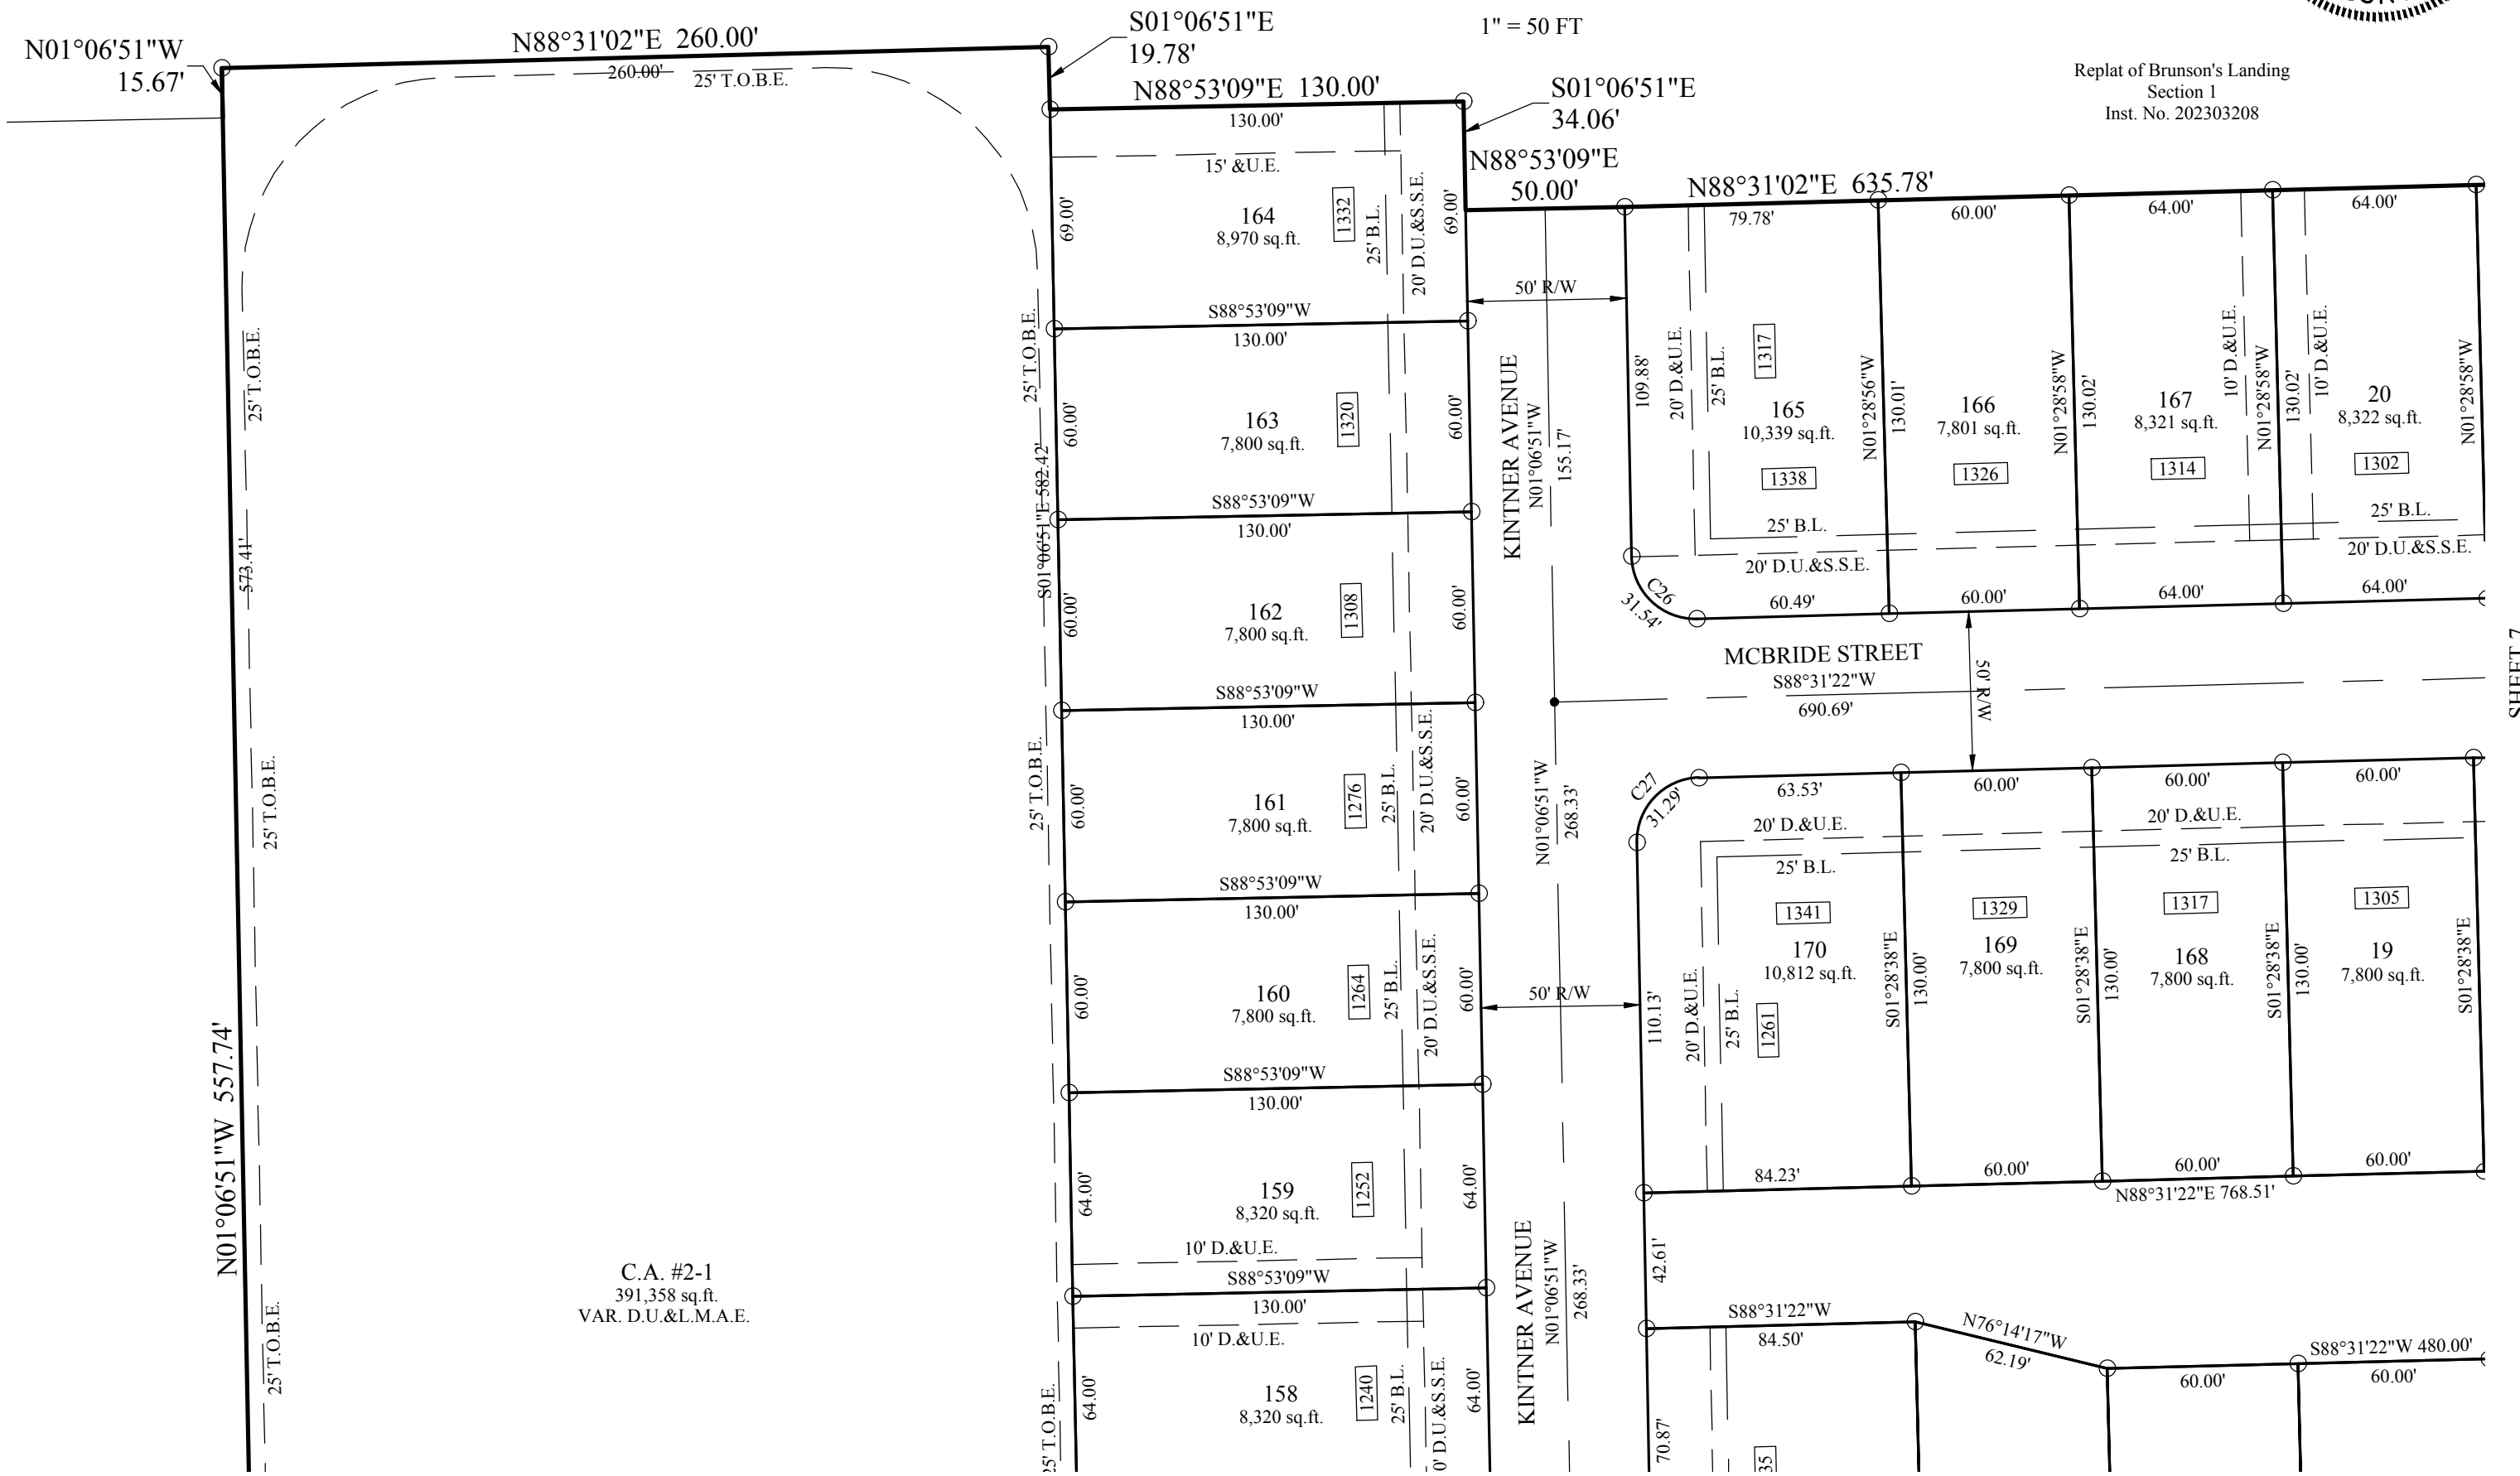 N01°06'51"W
15.67'
N88°31'02"E 260.00'
260.00'
25' T.O.B.E.
S01°06'51"E
19.78'
1" = 50 FT
N88°53'09"E 130.00'
130.00'
S01°06'51"E
34.06'
N88°53'09"E
50.00'
N88°31'02"E 635.78'
Replat of Brunson's Landing
Section 1
Inst. No. 202303208
15' &U.E.
69.00'
164
8,970 sq.ft.
1332
25' B.L.
20' D.U.&S.S.E.
69.00'
S88°53'09"W
130.00'
60.00'
163
7,800 sq.ft.
1320
60.00'
S88°53'09"W
130.00'
60.00'
162
7,800 sq.ft.
1308
60.00'
S88°53'09"W
130.00'
60.00'
161
7,800 sq.ft.
1276
25' B.L.
20' D.U.&S.S.E.
60.00'
S88°53'09"W
130.00'
60.00'
160
7,800 sq.ft.
1264
25' B.L.
20' D.U.&S.S.E.
60.00'
S88°53'09"W
130.00'
64.00'
159
8,320 sq.ft.
1252
64.00'
10' D.&U.E.
S88°53'09"W
130.00'
10' D.&U.E.
64.00'
158
8,320 sq.ft.
1240
25' B.L.
0' D.U.&S.S.E.
64.00'
25' T.O.B.E.
573.41'
25' T.O.B.E.
N01°06'51"W 557.74'
25' T.O.B.E.
C.A. #2-1
391,358 sq.ft.
VAR. D.U.&L.M.A.E.
25' T.O.B.E.
S01°06'51"E 582.42'
25' T.O.B.E.
25' T.O.B.E.
50' R/W
KINTNER AVENUE
N01°06'51"W
155.17'
N01°06'51"W
268.33'
50' R/W
KINTNER AVENUE
N01°06'51"W
268.33'
79.78'
60.00'
64.00'
64.00'
109.88'
20' D.&U.E.
25' B.L.
1317
165
10,339 sq.ft.
1338
N01°28'56"W
130.01'
166
7,801 sq.ft.
1326
N01°28'58"W
130.02'
167
8,321 sq.ft.
1314
10' D.&U.E.
N01°28'58"W
130.02'
10' D.&U.E.
20
8,322 sq.ft.
1302
N01°28'58"W
25' B.L.
25' B.L.
20' D.U.&S.S.E.
20' D.U.&S.S.E.
C26
31.54'
60.49'
60.00'
64.00'
64.00'
MCBRIDE STREET
S88°31'22"W
690.69'
50' R/W
SHEET 7
C27
31.29'
63.53'
60.00'
60.00'
60.00'
20' D.&U.E.
20' D.&U.E.
25' B.L.
25' B.L.
1341
170
10,812 sq.ft.
1261
110.13'
20' D.&U.E.
25' B.L.
S01°28'38"E
130.00'
1329
169
7,800 sq.ft.
S01°28'38"E
130.00'
1317
168
7,800 sq.ft.
S01°28'38"E
130.00'
1305
19
7,800 sq.ft.
S01°28'38"E
84.23'
60.00'
60.00'
60.00'
N88°31'22"E 768.51'
42.61'
S88°31'22"W
84.50'
N76°14'17"W
62.19'
S88°31'22"W 480.00'
60.00'
60.00'
70.87'
35